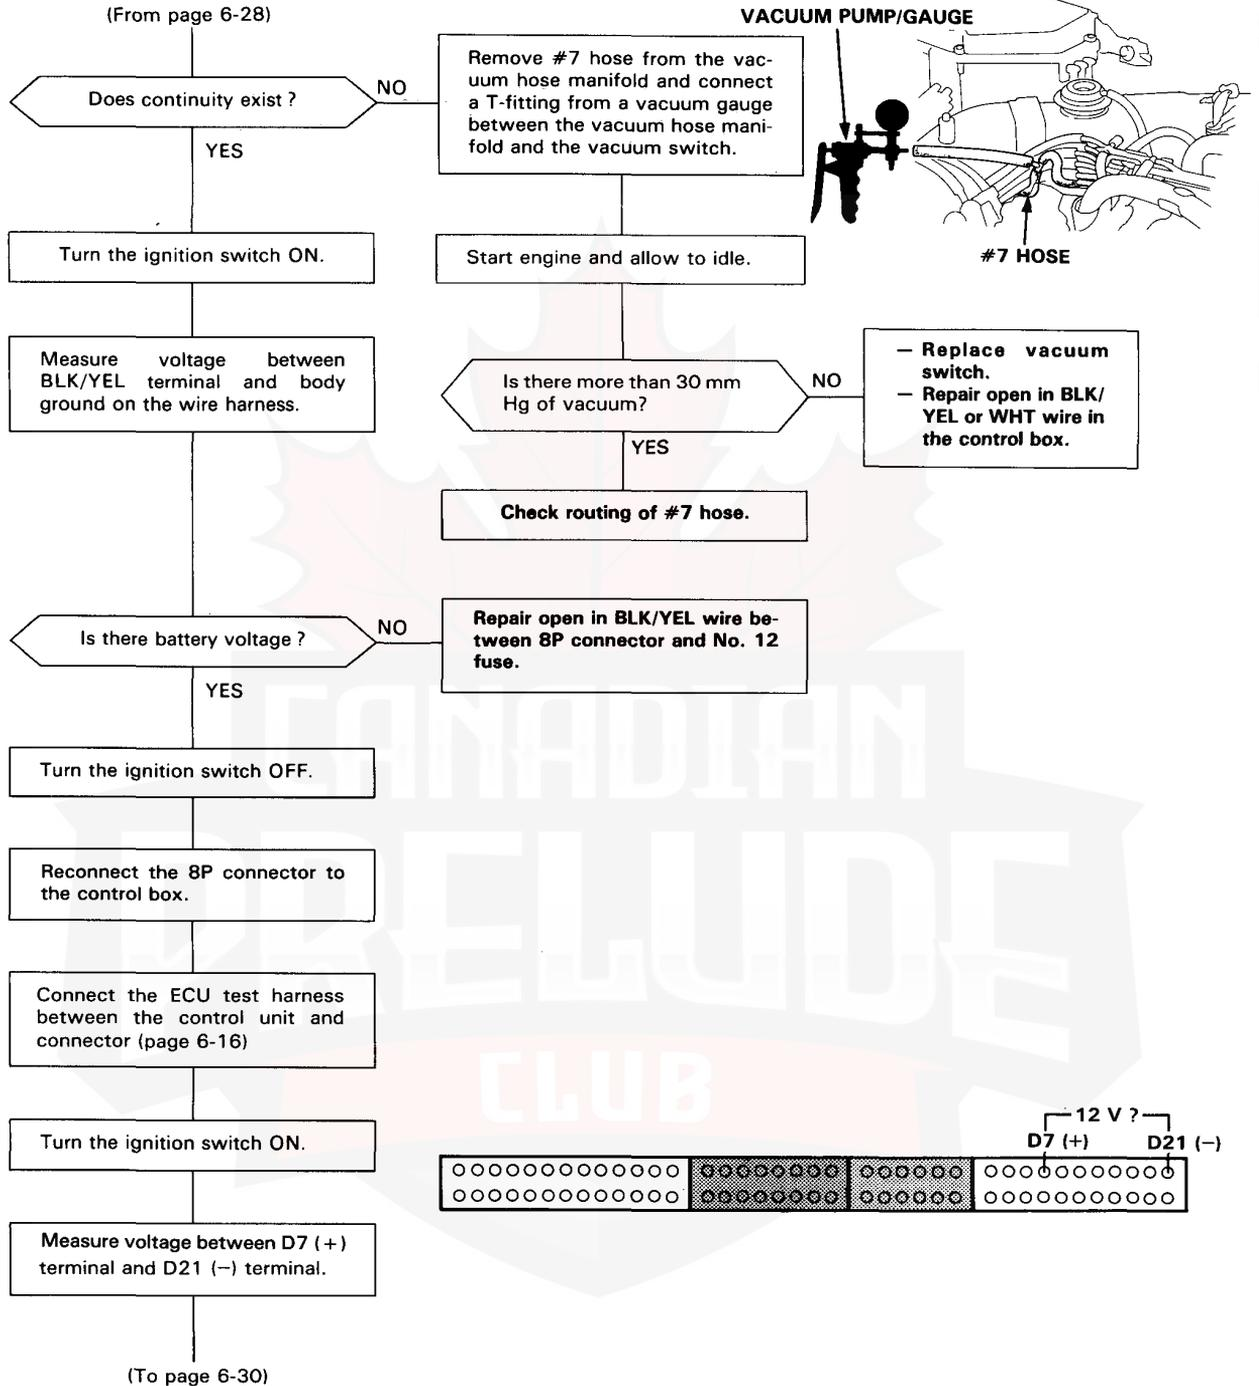 (From page 6-28)
Does continuity exist ?
NO
YES
Remove #7 hose from the vac-
uum hose manifold and connect
a T-fitting from a vacuum gauge
between the vacuum hose mani-
fold and the vacuum switch.
VACUUM PUMP/GAUGE
#7 HOSE
Turn the ignition switch ON.
Start engine and allow to idle.
Measure voltage between
BLK/YEL terminal and body
ground on the wire harness.
Is there more than 30 mm
Hg of vacuum?
NO
YES
— Replace vacuum
switch.
— Repair open in BLK/
YEL or WHT wire in
the control box.
Check routing of #7 hose.
Is there battery voltage ?
NO
YES
Repair open in BLK/YEL wire be-
tween 8P connector and No. 12
fuse.
Turn the ignition switch OFF.
Reconnect the 8P connector to
the control box.
Connect the ECU test harness
between the control unit and
connector (page 6-16)
Turn the ignition switch ON.
12 V ?
D7 (+) D21 (−)
Measure voltage between D7 (+)
terminal and D21 (−) terminal.
(To page 6-30)
CANADIAN
PRELUDE
CLUB